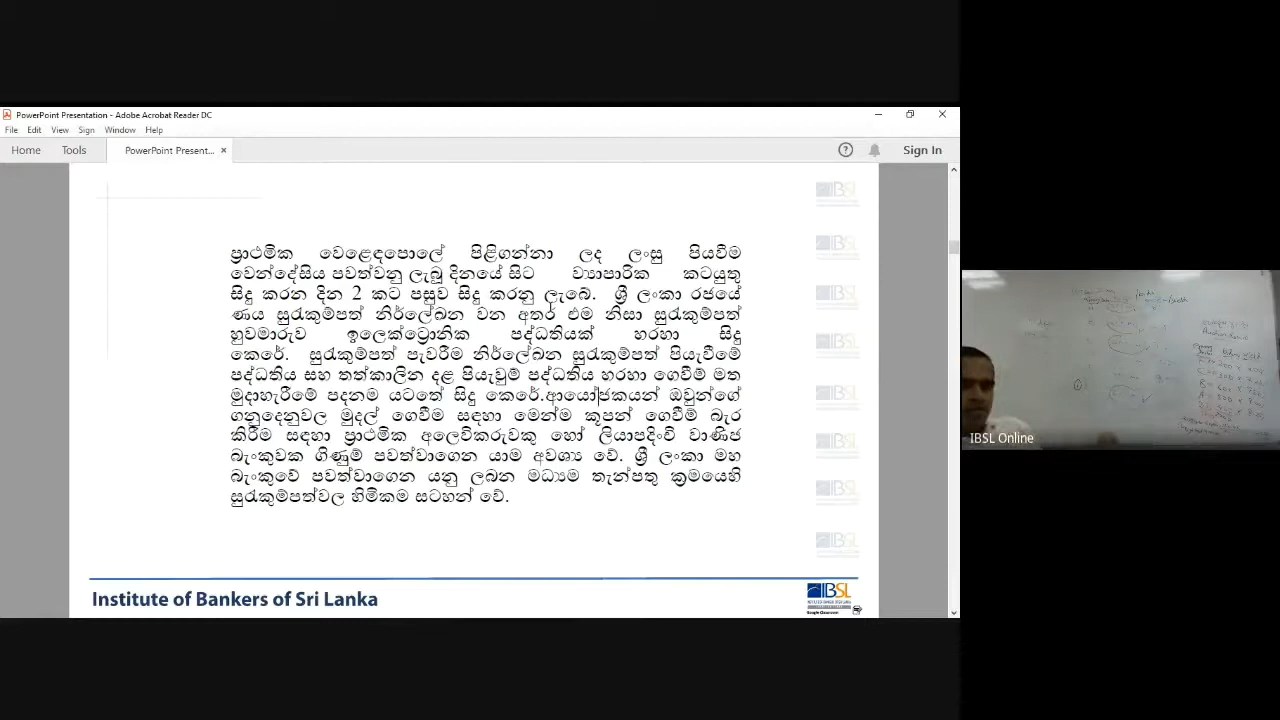 PowerPoint Presentation - Adobe Acrobat Reader DC
File Edit View Sign Window Help
Home Tools PowerPoint Present... × Sign In
ප්‍රාථමික වෙළෙඳපොලේ පිළිගන්නා ලද ලංසු පියවීම
වෙන්දේසිය පවත්වනු ලැබූ දිනයේ සිට ව්‍යාපාරික කටයුතු
සිදු කරන දින 2 කට පසුව සිදු කරනු ලැබේ. ශ්‍රී ලංකා රජයේ
ණය සුරැකුම්පත් නිර්ලේඛන වන අතර එම නිසා සුරැකුම්පත්
හුවමාරුව ඉලෙක්ට්‍රොනික පද්ධතියක් හරහා සිදු
කෙරේ. සුරැකුම්පත් පැවරීම නිර්ලේඛන සුරැකුම්පත් පියැවීමේ
පද්ධතිය සහ තත්කාලින දළ පියැවුම් පද්ධතිය හරහා ගෙවීම් මත
මුදාහැරීමේ පදනම යටතේ සිදු කෙරේ.ආයෝජකයන් ඔවුන්ගේ
ගනුදෙනුවල මුදල් ගෙවීම සඳහා මෙන්ම කූපන් ගෙවීම් බැර
කිරීම සඳහා ප්‍රාථමික අලෙවිකරුවකු හෝ ලියාපදිංචි වාණිජ
බැංකුවක ගිණුම් පවත්වාගෙන යාම අවශ්‍ය වේ. ශ්‍රී ලංකා මහ
බැංකුවේ පවත්වාගෙන යනු ලබන මධ්‍යම තැන්පතු ක්‍රමයෙහි
සුරැකුම්පත්වල හිමිකම සටහන් වේ.
Institute of Bankers of Sri Lanka
IBSL
IBSL Online